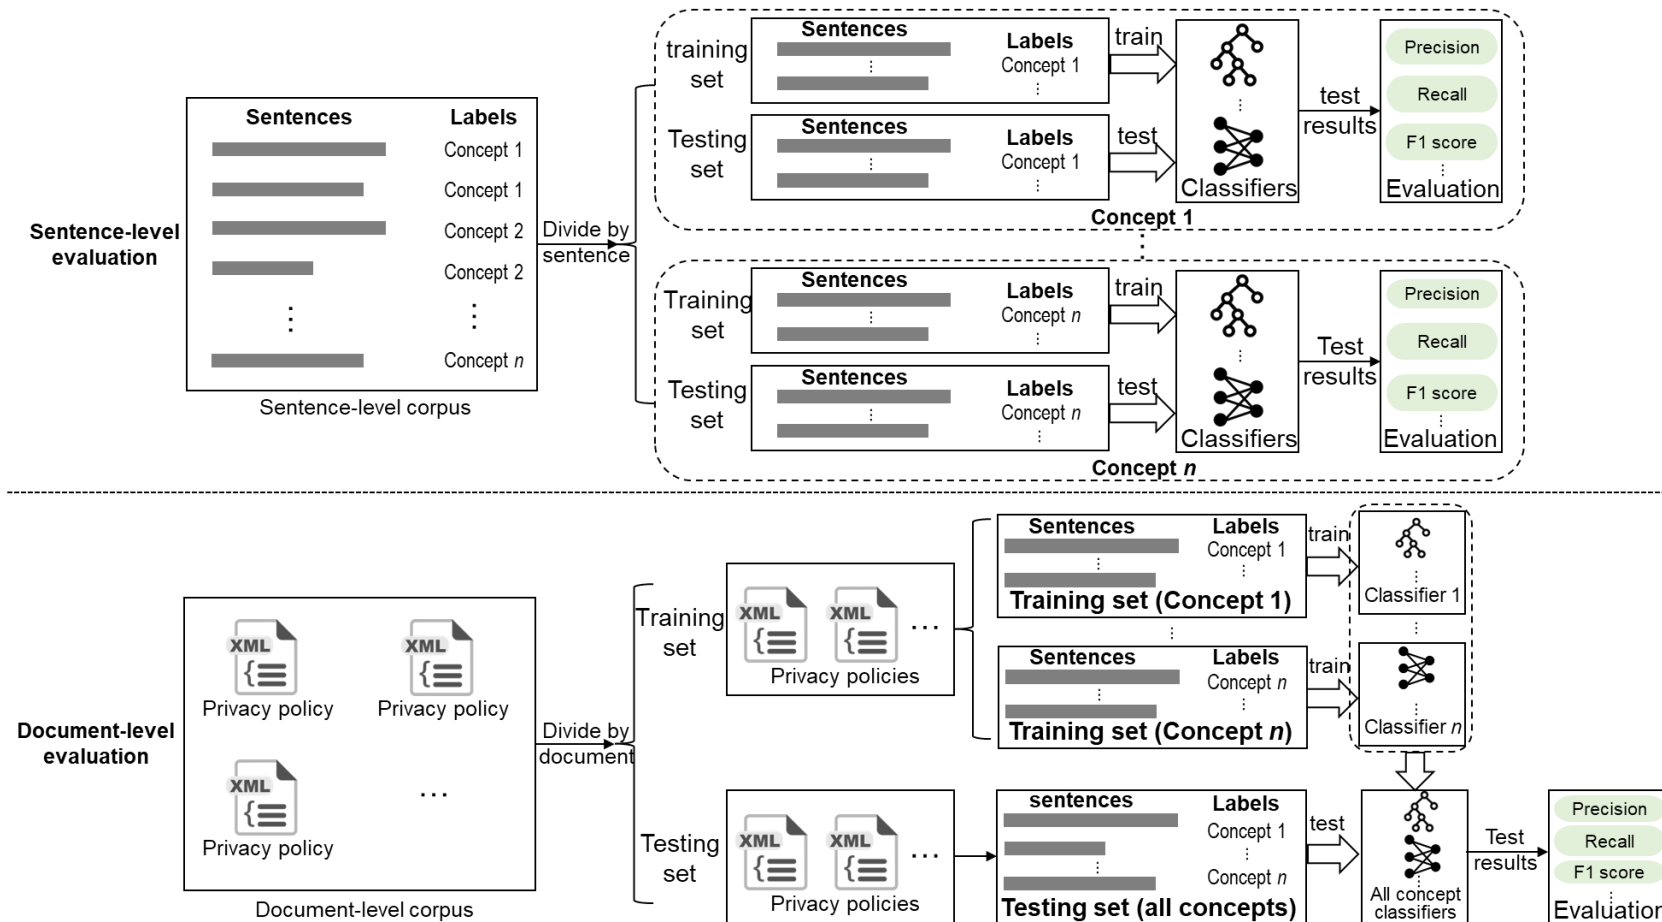 Sentence-level
evaluation
Sentences Labels
Concept 1
Concept 1
Concept 2
Concept 2
Concept n
Sentence-level corpus
Divide by
sentence
training
set
Sentences
Labels
Concept 1
train
Testing
set
Sentences
Labels
Concept 1
test
Classifiers
test
results
Precision
Recall
F1 score
Evaluation
Concept 1
Training
set
Sentences
Labels
Concept n
train
Testing
set
Sentences
Labels
Concept n
test
Classifiers
Test
results
Precision
Recall
F1 score
Evaluation
Concept n
Document-level
evaluation
XML
Privacy policy
XML
Privacy policy
XML
Privacy policy
...
Document-level corpus
Divide by
document
Training
set
XML XML ...
Privacy policies
Sentences Labels
Concept 1
Training set (Concept 1)
train
Classifier 1
Sentences Labels
Concept n
Training set (Concept n)
train
Classifier n
Testing
set
XML XML ...
Privacy policies
sentences Labels
Concept 1
Concept n
Testing set (all concepts)
test
All concept
classifiers
Test
results
Precision
Recall
F1 score
Evaluation